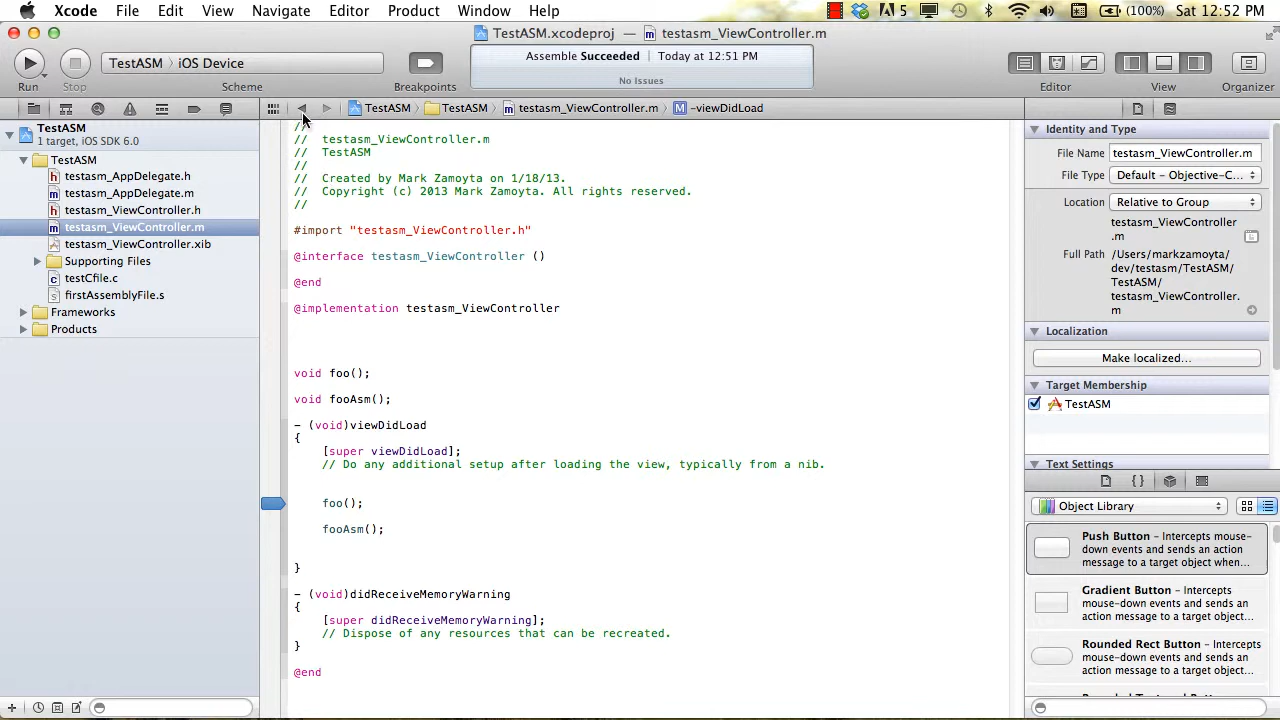 Xcode File Edit View Navigate Editor Product Window Help 5 (100%) Sat 12:52 PM
TestASM.xcodeproj — testasm_ViewController.m
Run Stop
TestASM › iOS Device
Scheme
Breakpoints
Assemble Succeeded Today at 12:51 PM
No Issues
Editor View Organizer
TestASM TestASM testasm_ViewController.m M -viewDidLoad
TestASM
1 target, iOS SDK 6.0
TestASM
h testasm_AppDelegate.h
m testasm_AppDelegate.m
h testasm_ViewController.h
m testasm_ViewController.m
testasm_ViewController.xib
Supporting Files
c testCfile.c
firstAssemblyFile.s
Frameworks
Products
//
// testasm_ViewController.m
// TestASM
//
// Created by Mark Zamoyta on 1/18/13.
// Copyright (c) 2013 Mark Zamoyta. All rights reserved.
//
#import "testasm_ViewController.h"
@interface testasm_ViewController ()
@end
@implementation testasm_ViewController
void foo();
void fooAsm();
- (void)viewDidLoad
{
[super viewDidLoad];
// Do any additional setup after loading the view, typically from a nib.
foo();
fooAsm();
}
- (void)didReceiveMemoryWarning
{
[super didReceiveMemoryWarning];
// Dispose of any resources that can be recreated.
}
@end
Identity and Type
File Name testasm_ViewController.m
File Type Default - Objective-C...
Location Relative to Group
testasm_ViewController
.m
Full Path /Users/markzamoyta/
dev/testasm/TestASM/
TestASM/
testasm_ViewController.
m
Localization
Make localized...
Target Membership
TestASM
Text Settings
{ }
Object Library
Push Button – Intercepts mouse-
down events and sends an action
message to a target object when...
Gradient Button – Intercepts
mouse-down events and sends an
action message to a target object...
Rounded Rect Button – Intercepts
mouse-down events and sends an
action message to a target object...